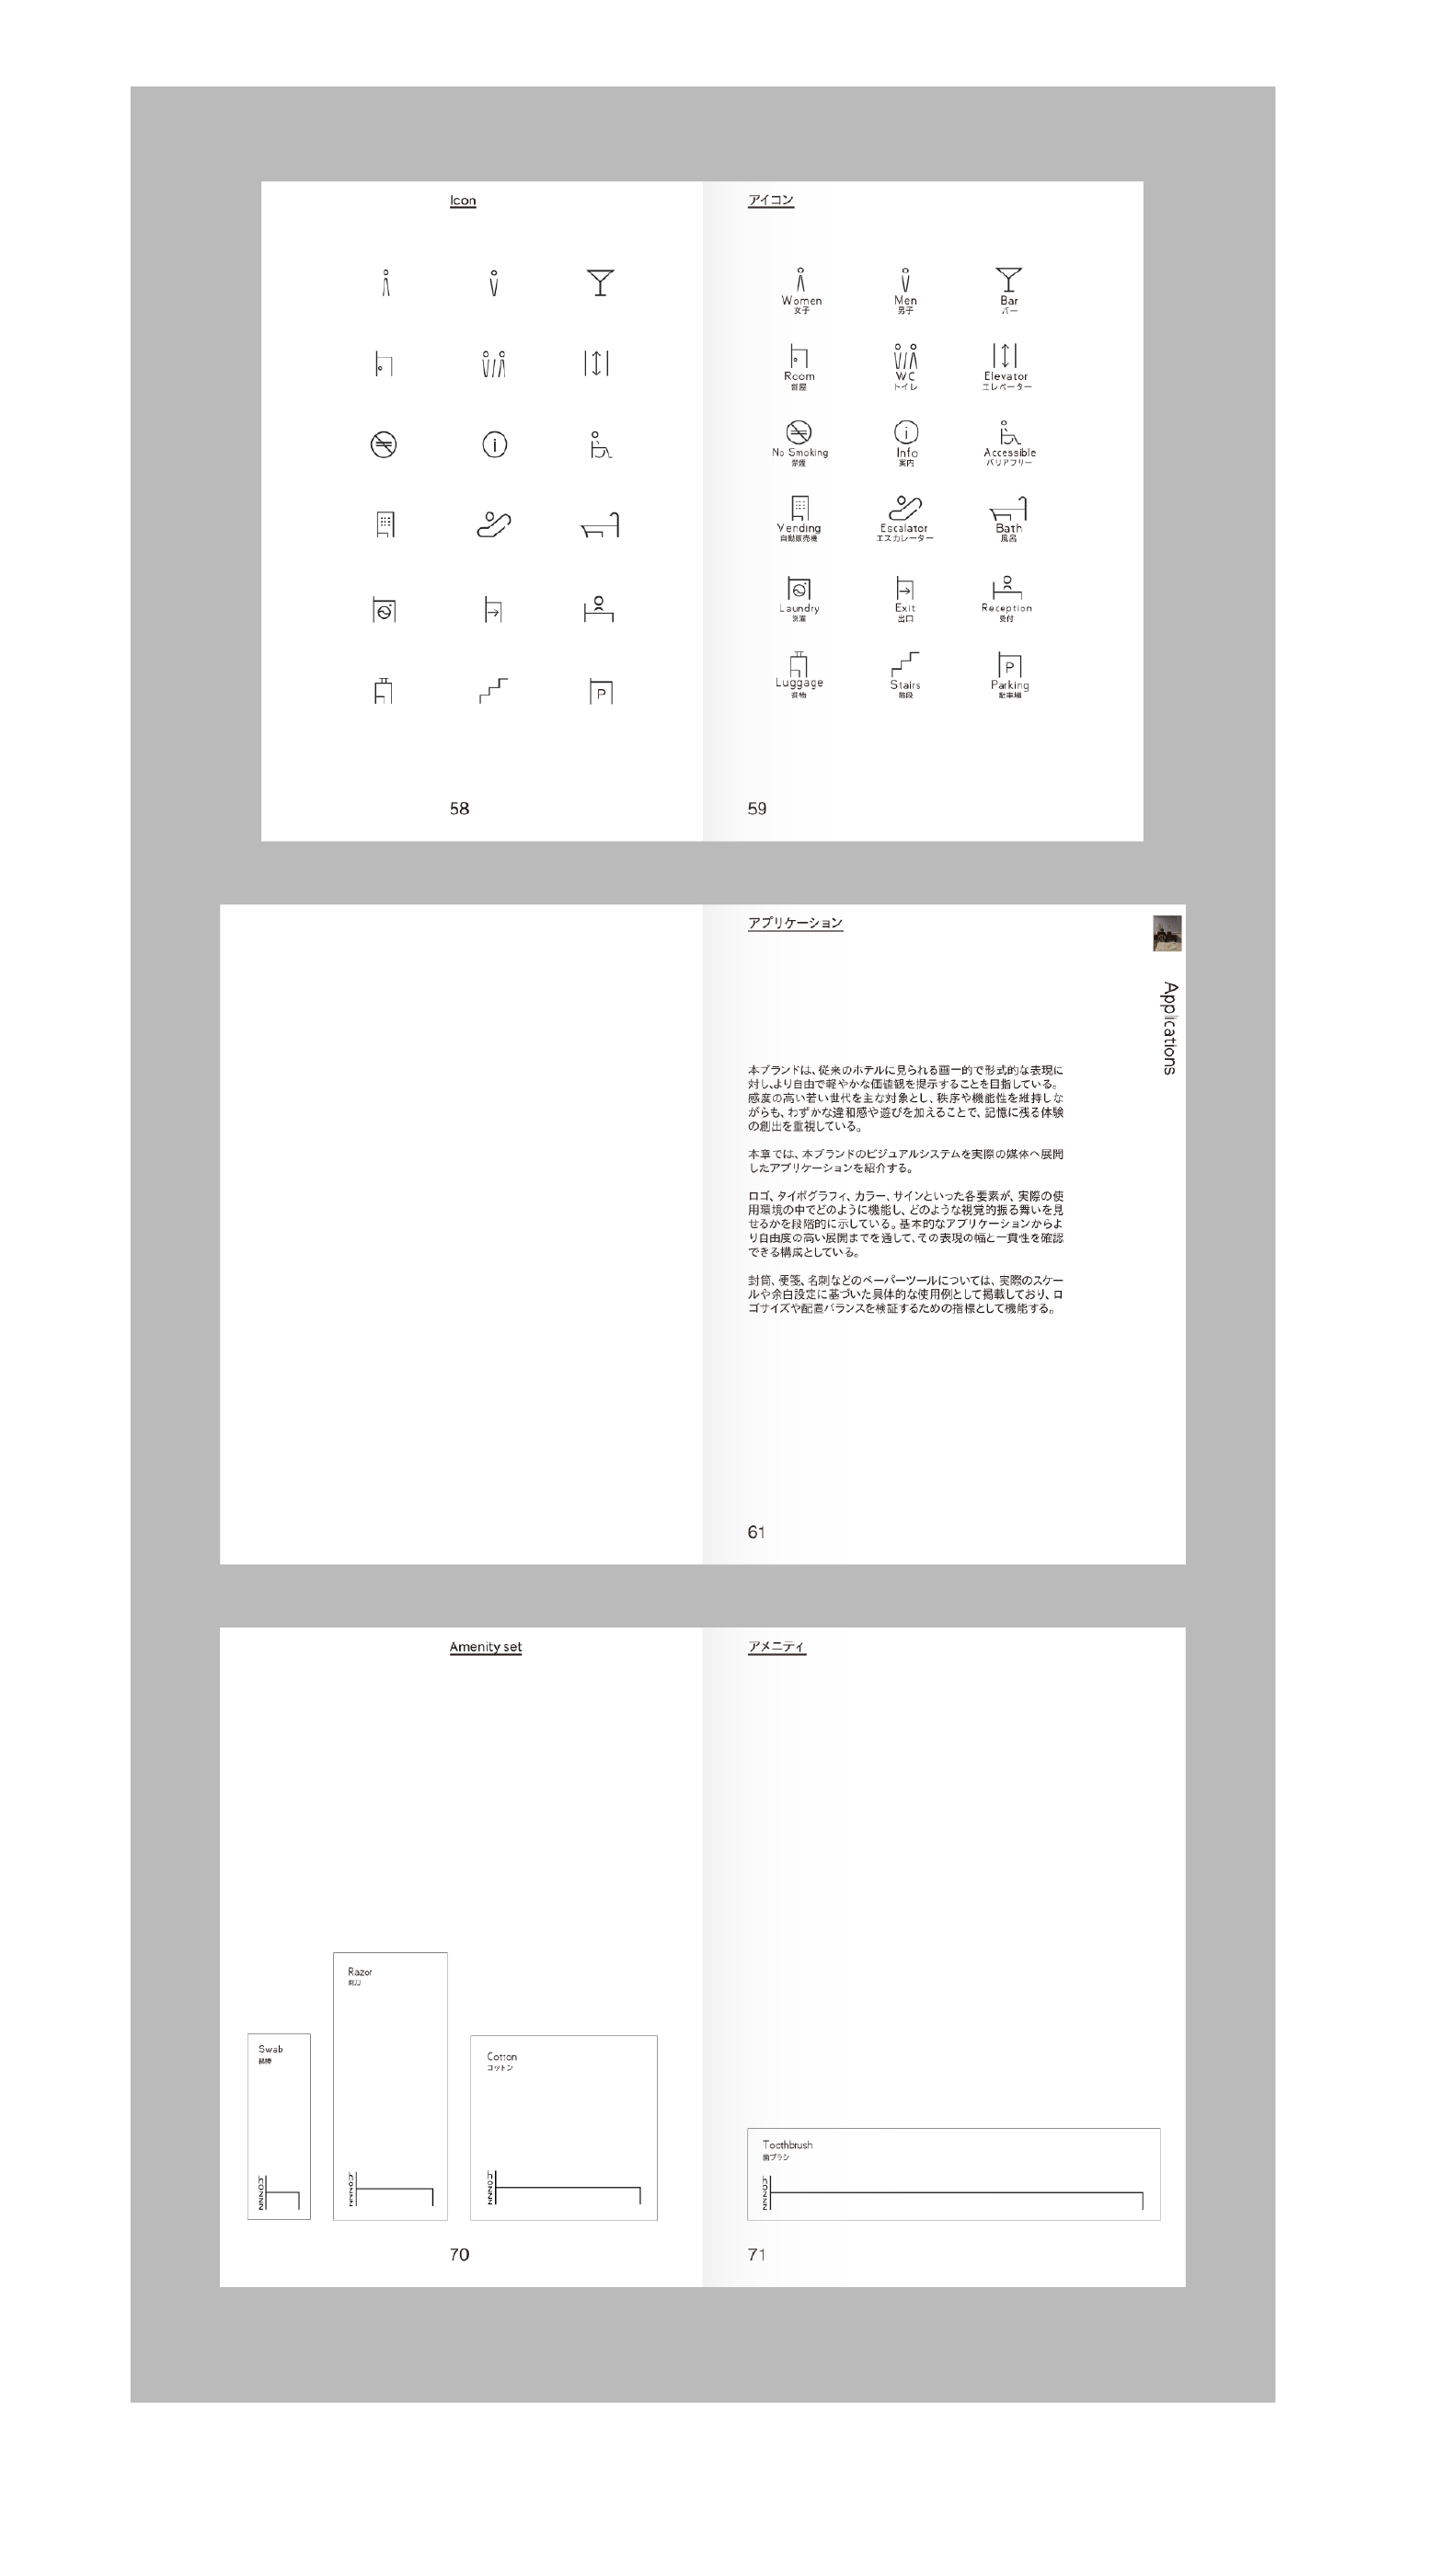 Icon
アイコン
Women
女子
Men
男子
Bar
バー
Room
部屋
WC
トイレ
Elevator
エレベーター
No Smoking
禁煙
i
Info
案内
Accessible
バリアフリー
Vending
自動販売機
Escalator
エスカレーター
Bath
風呂
Laundry
洗濯
Exit
出口
Reception
受付
Luggage
荷物
Stairs
階段
P
Parking
駐車場
i
P
58
59
アプリケーション
Applications
本ブランドは、従来のホテルに見られる画一的で形式的な表現に
対し、より自由で軽やかな価値観を提示することを目指している。
感度の高い若い世代を主な対象とし、秩序や機能性を維持しな
がらも、わずかな違和感や遊びを加えることで、記憶に残る体験
の創出を重視している。
本章では、本ブランドのビジュアルシステムを実際の媒体へ展開
したアプリケーションを紹介する。
ロゴ、タイポグラフィ、カラー、サインといった各要素が、実際の使
用環境の中でどのように機能し、どのような視覚的振る舞いを見
せるかを段階的に示している。基本的なアプリケーションからよ
り自由度の高い展開までを通して、その表現の幅と一貫性を確認
できる構成としている。
封筒、便箋、名刺などのペーパーツールについては、実際のスケー
ルや余白設定に基づいた具体的な使用例として掲載しており、ロ
ゴサイズや配置バランスを検証するための指標として機能する。
61
Amenity set
アメニティ
Swab
綿棒
hozzz
Razor
剃刀
hozzz
Cotton
コットン
hozzz
Toothbrush
歯ブラシ
hozzz
70
71